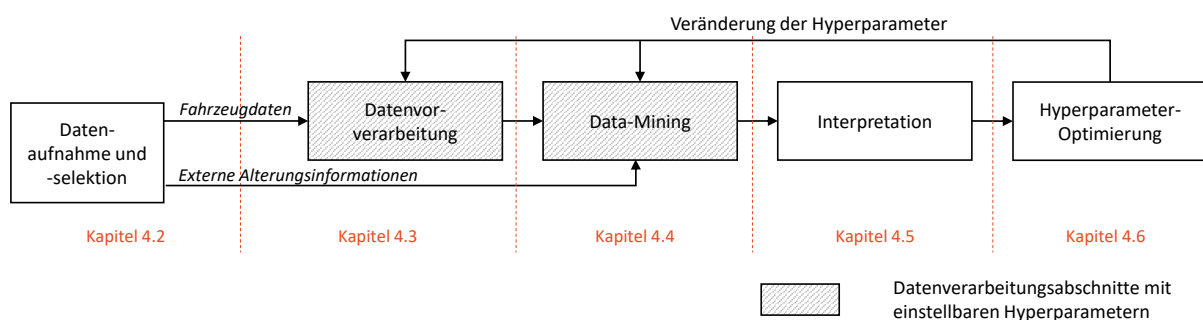 Veränderung der Hyperparameter
Daten-
aufnahme und
-selektion
Fahrzeugdaten
Externe Alterungsinformationen
Datenvor-
verarbeitung
Data-Mining
Interpretation
Hyperparameter-
Optimierung
Kapitel 4.2
Kapitel 4.3
Kapitel 4.4
Kapitel 4.5
Kapitel 4.6
Datenverarbeitungsabschnitte mit
einstellbaren Hyperparametern